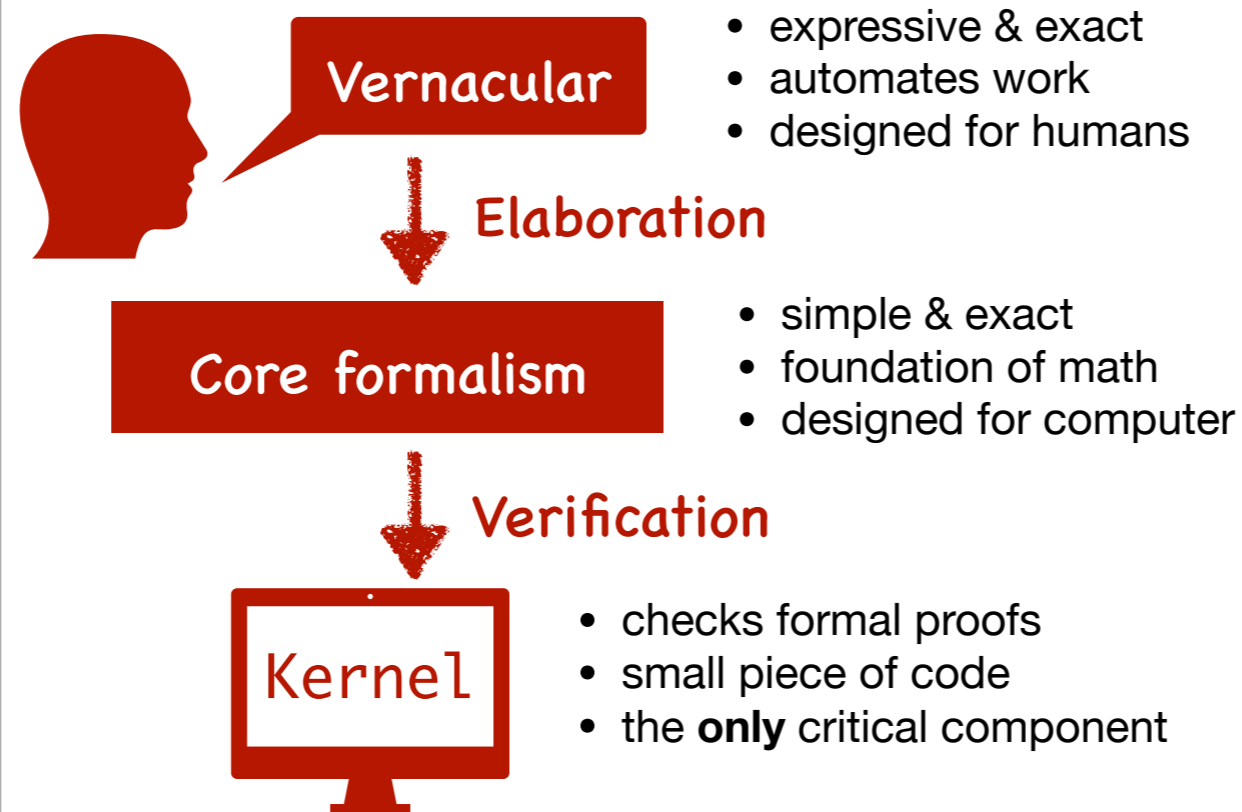 Vernacular
• expressive & exact
• automates work
• designed for humans
Elaboration
Core formalism
• simple & exact
• foundation of math
• designed for computer
Verification
Kernel
• checks formal proofs
• small piece of code
• the only critical component